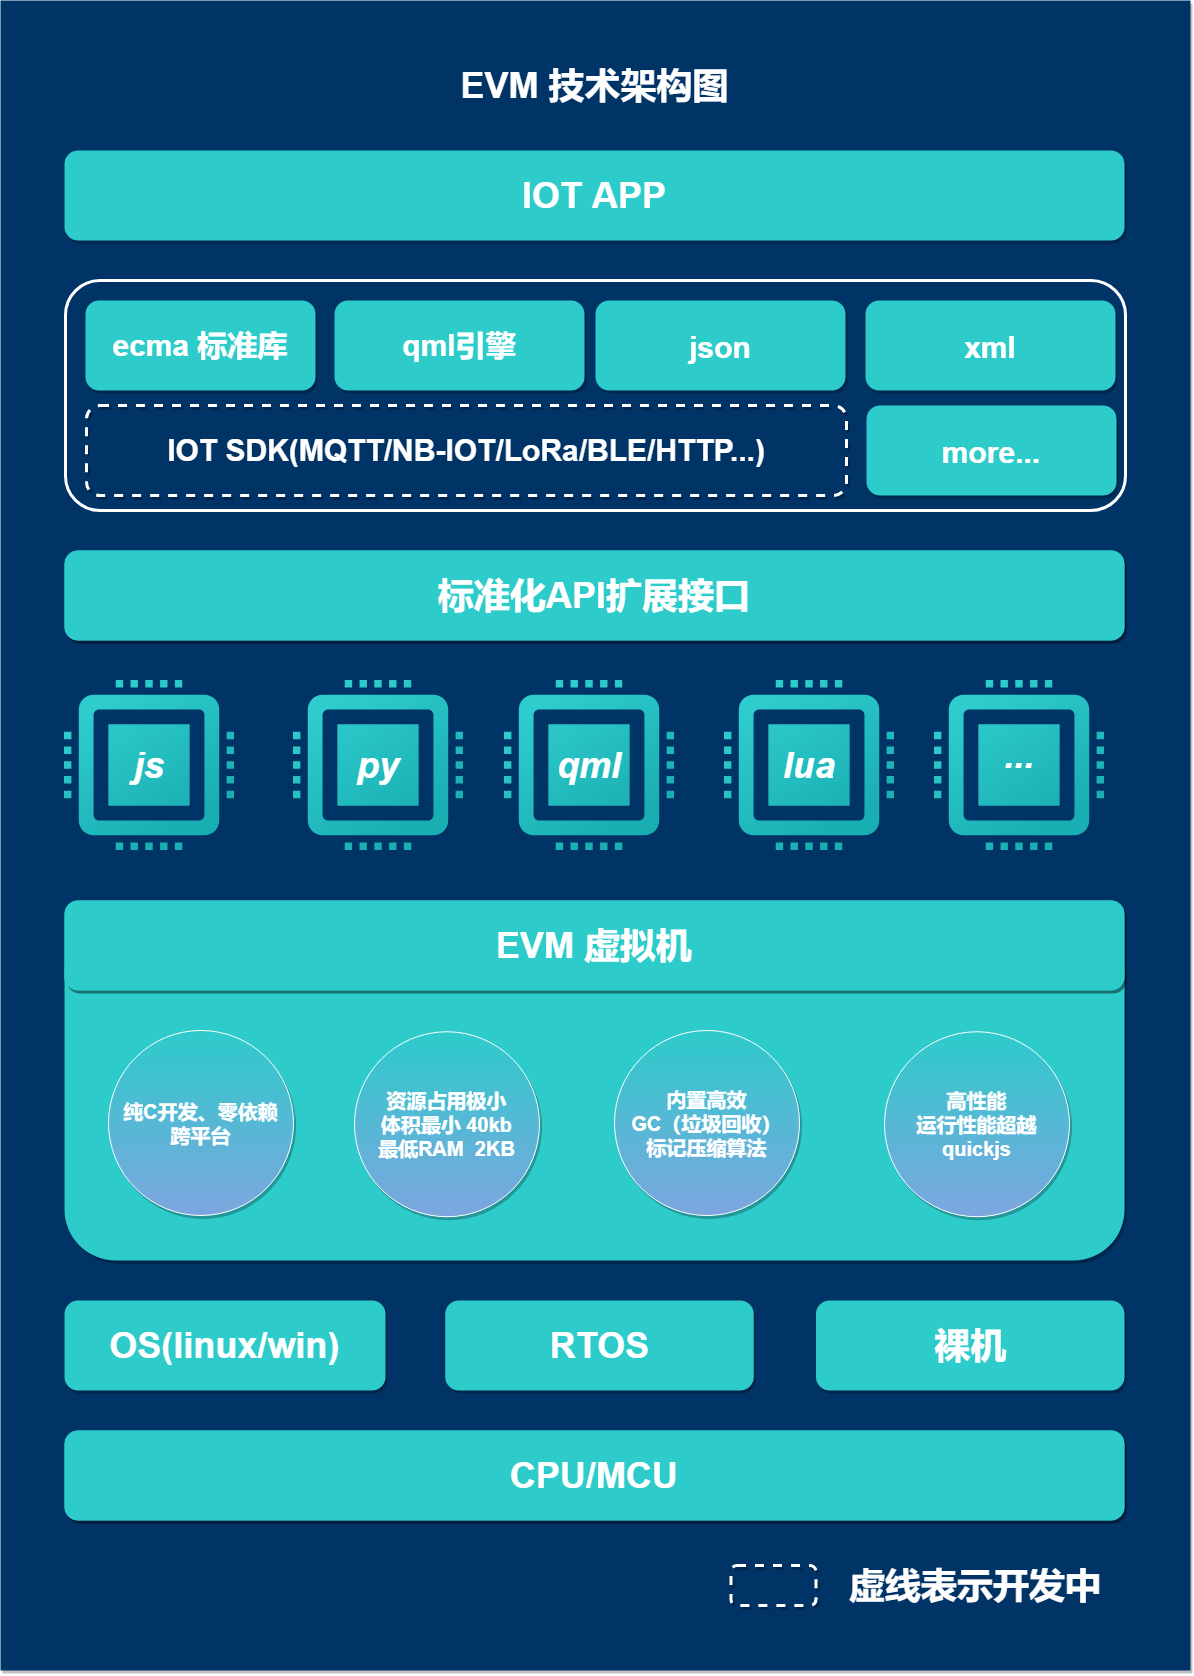 EVM 技术架构图
IOT APP
ecma 标准库
qml引擎
json
xml
IOT SDK(MQTT/NB-IOT/LoRa/BLE/HTTP...)
more...
标准化API扩展接口
js
py
qml
lua
...
EVM 虚拟机
纯C开发、零依赖
跨平台
资源占用极小
体积最小 40kb
最低RAM 2KB
内置高效
GC（垃圾回收）
标记压缩算法
高性能
运行性能超越
quickjs
OS(linux/win)
RTOS
裸机
CPU/MCU
虚线表示开发中